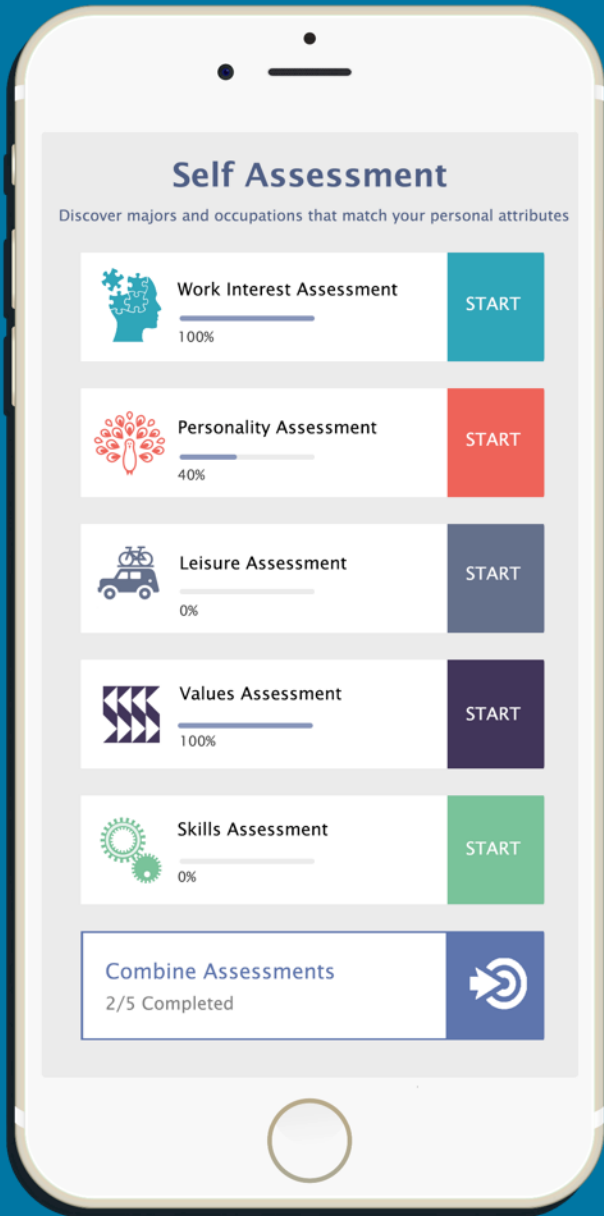 Self Assessment
Discover majors and occupations that match your personal attributes
Work Interest Assessment
START
100%
Personality Assessment
START
40%
Leisure Assessment
START
0%
Values Assessment
START
100%
Skills Assessment
START
0%
Combine Assessments
2/5 Completed